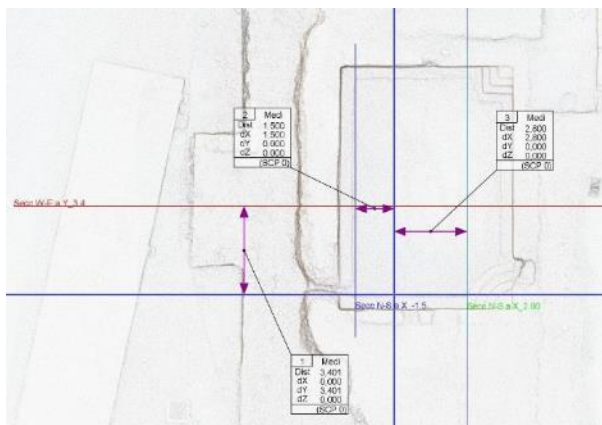 2 Medi
Dist 1.500
dX 1.500
dY 0.000
dZ 0.000
(SCP 0)
3 Medi
Dist 2,800
dX 2,800
dY 0,000
dZ 0,000
(SCP 0)
Secc W-E a Y_3.4
Secc N-S a X_-1.5
Secc N-S a X_2.80
1 Medi
Dist 3,401
dX 0,000
dY 3,401
dZ 0,000
(SCP 0)